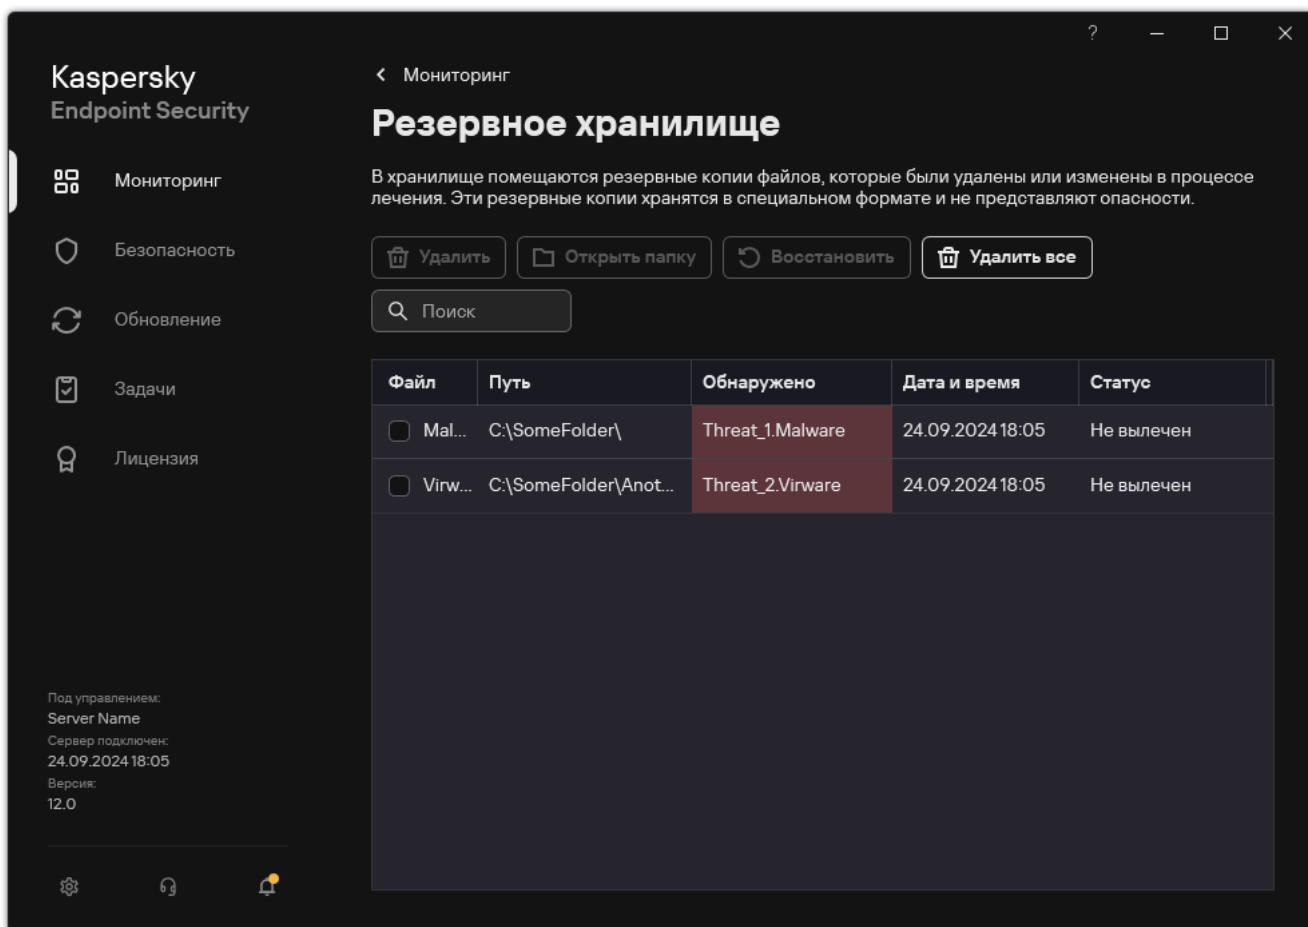 ?
Kaspersky
Endpoint Security
Мониторинг
Безопасность
Обновление
Задачи
Лицензия
Под управлением:
Server Name
Сервер подключен:
24.09.2024 18:05
Версия:
12.0
Мониторинг
Резервное хранилище
В хранилище помещаются резервные копии файлов, которые были удалены или изменены в процессе
лечения. Эти резервные копии хранятся в специальном формате и не представляют опасности.
Удалить Открыть папку Восстановить Удалить все
Поиск
Файл Путь Обнаружено Дата и время Статус
Mal... C:\SomeFolder\ Threat_1.Malware 24.09.2024 18:05 Не вылечен
Virw... C:\SomeFolder\Anot... Threat_2.Virware 24.09.2024 18:05 Не вылечен